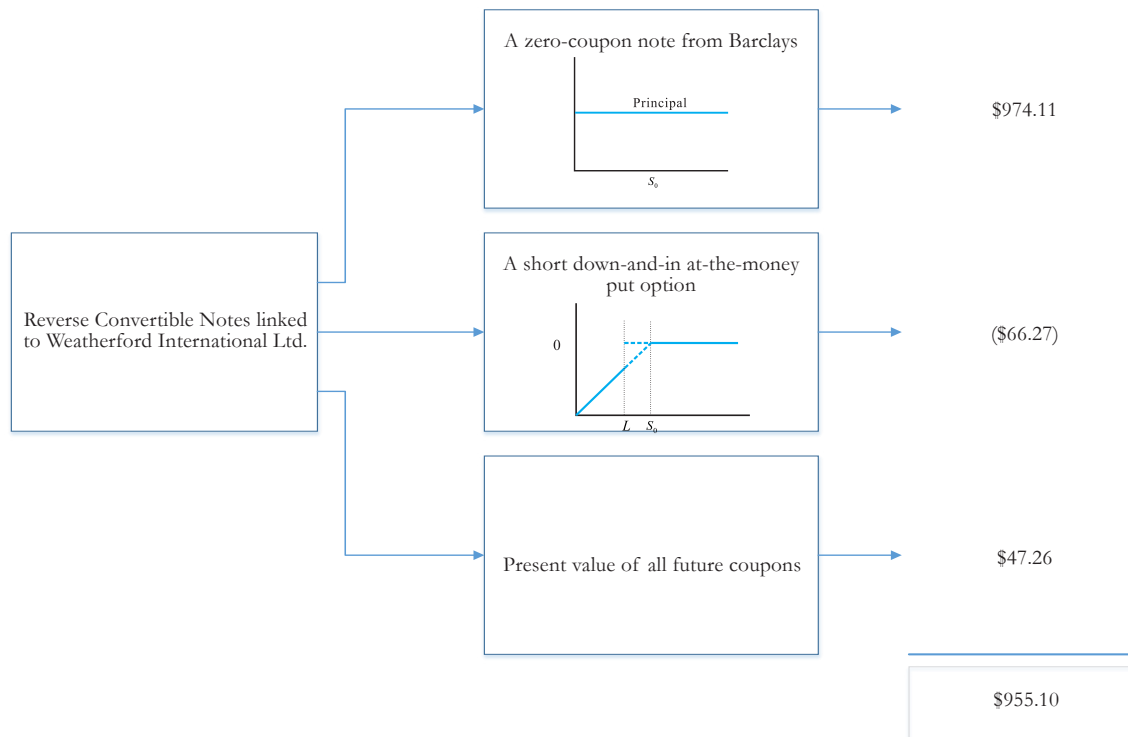 A zero-coupon note from Barclays
Principal
S₀
$974.11
Reverse Convertible Notes linked
to Weatherford International Ltd.
A short down-and-in at-the-money
put option
0
L S₀
($66.27)
Present value of all future coupons
$47.26
$955.10